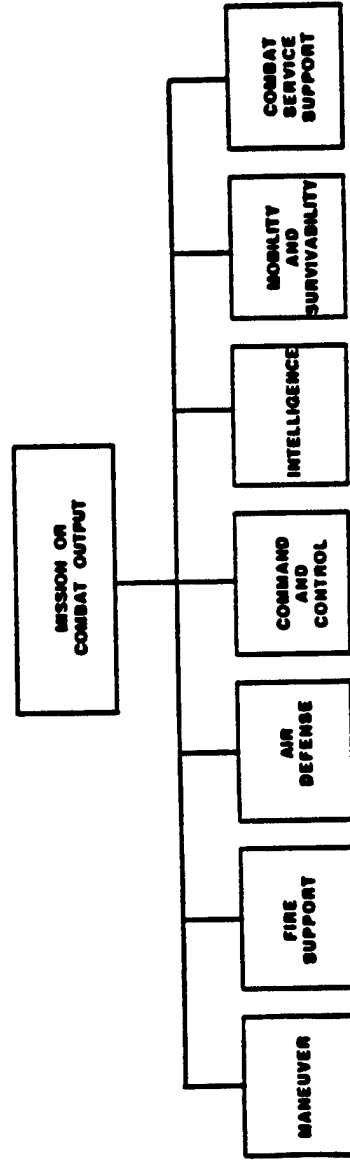 MISSION OR
COMBAT OUTPUT
MANEUVER
FIRE
SUPPORT
AIR
DEFENSE
COMMAND
AND
CONTROL
INTELLIGENCE
MOBILITY
AND
SURVIVABILITY
COMBAT
SERVICE
SUPPORT